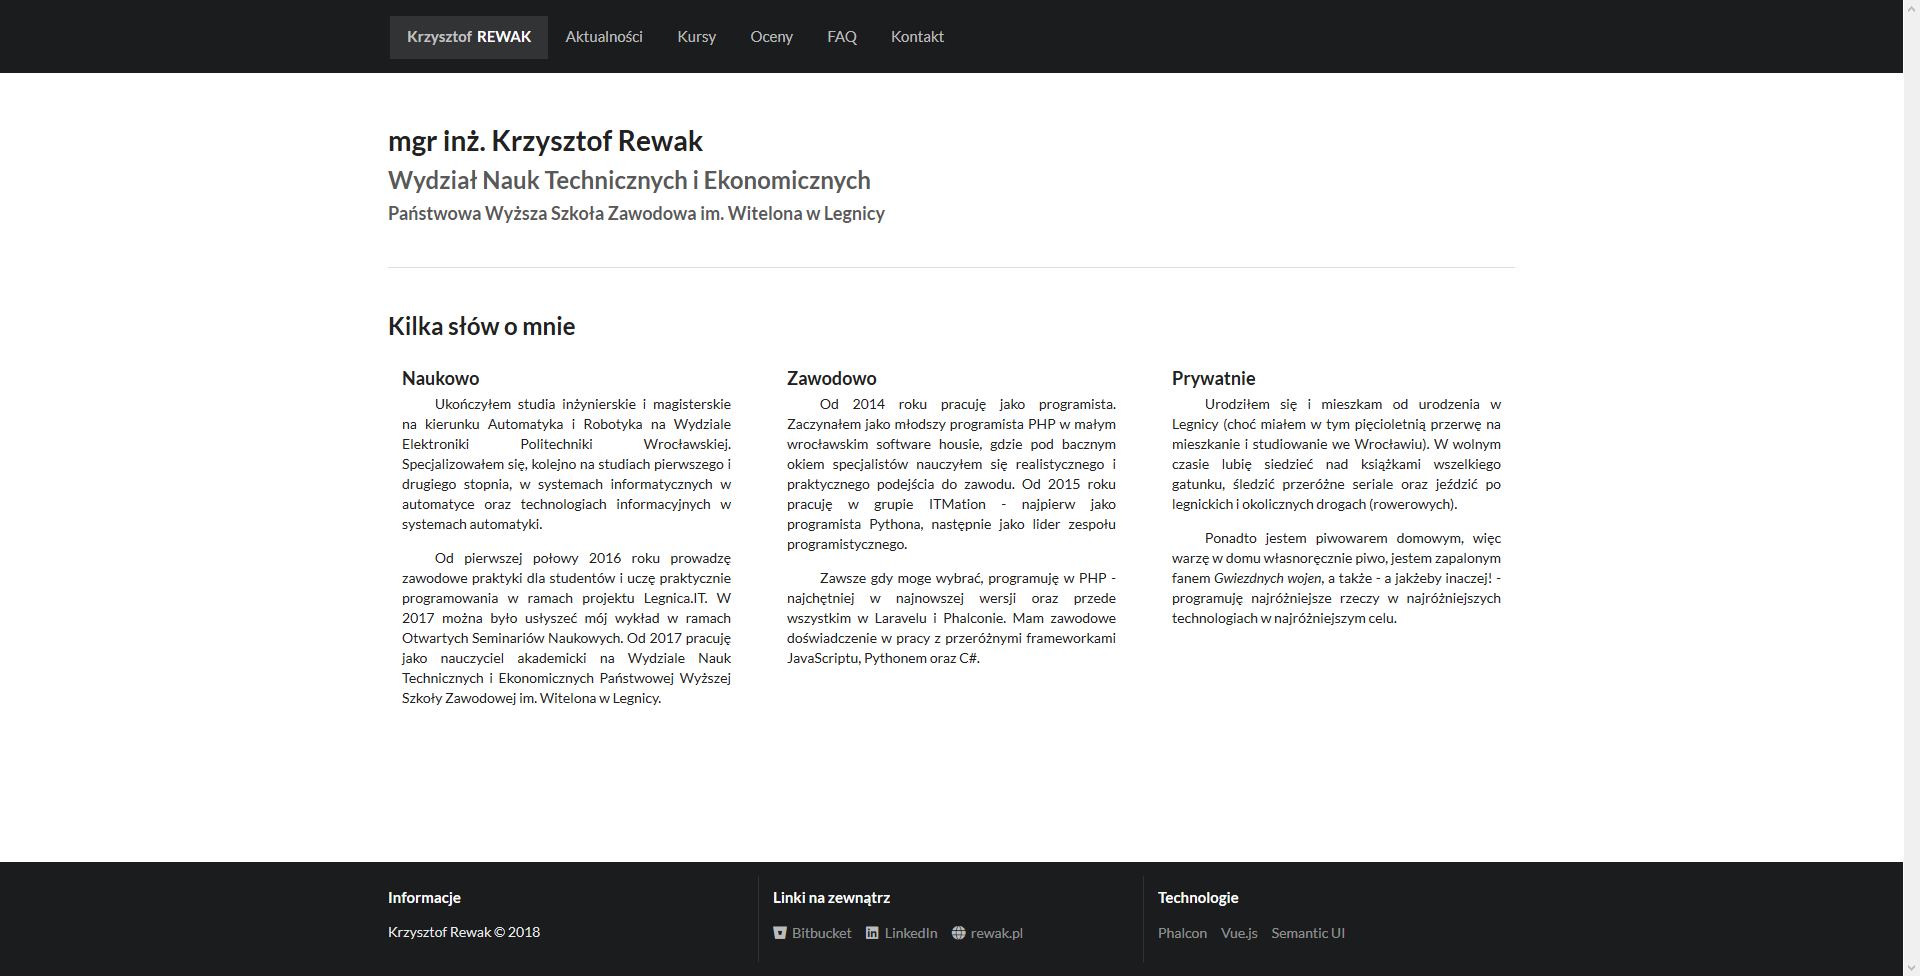 Krzysztof REWAK Aktualności Kursy Oceny FAQ Kontakt
mgr inż. Krzysztof Rewak
Wydział Nauk Technicznych i Ekonomicznych
Państwowa Wyższa Szkoła Zawodowa im. Witelona w Legnicy
Kilka słów o mnie
Naukowo
Ukończyłem studia inżynierskie i magisterskie
na kierunku Automatyka i Robotyka na Wydziale
Elektroniki Politechniki Wrocławskiej.
Specjalizowałem się, kolejno na studiach pierwszego i
drugiego stopnia, w systemach informatycznych w
automatyce oraz technologiach informacyjnych w
systemach automatyki.
Od pierwszej połowy 2016 roku prowadzę
zawodowe praktyki dla studentów i uczę praktycznie
programowania w ramach projektu Legnica.IT. W
2017 można było usłyszeć mój wykład w ramach
Otwartych Seminariów Naukowych. Od 2017 pracuję
jako nauczyciel akademicki na Wydziale Nauk
Technicznych i Ekonomicznych Państwowej Wyższej
Szkoły Zawodowej im. Witelona w Legnicy.
Zawodowo
Od 2014 roku pracuję jako programista.
Zaczynałem jako młodszy programista PHP w małym
wrocławskim software housie, gdzie pod bacznym
okiem specjalistów nauczyłem się realistycznego i
praktycznego podejścia do zawodu. Od 2015 roku
pracuję w grupie ITMation - najpierw jako
programista Pythona, następnie jako lider zespołu
programistycznego.
Zawsze gdy moge wybrać, programuję w PHP -
najchętniej w najnowszej wersji oraz przede
wszystkim w Laravelu i Phalconie. Mam zawodowe
doświadczenie w pracy z przeróżnymi frameworkami
JavaScriptu, Pythonem oraz C#.
Prywatnie
Urodziłem się i mieszkam od urodzenia w
Legnicy (choć miałem w tym pięcioletnią przerwę na
mieszkanie i studiowanie we Wrocławiu). W wolnym
czasie lubię siedzieć nad książkami wszelkiego
gatunku, śledzić przeróżne seriale oraz jeździć po
legnickich i okolicznych drogach (rowerowych).
Ponadto jestem piwowarem domowym, więc
warzę w domu własnoręcznie piwo, jestem zapalonym
fanem Gwiezdnych wojen, a także - a jakżeby inaczej! -
programuję najróżniejsze rzeczy w najróżniejszych
technologiach w najróżniejszym celu.
Informacje
Krzysztof Rewak © 2018
Linki na zewnątrz
Bitbucket LinkedIn rewak.pl
Technologie
Phalcon Vue.js Semantic UI